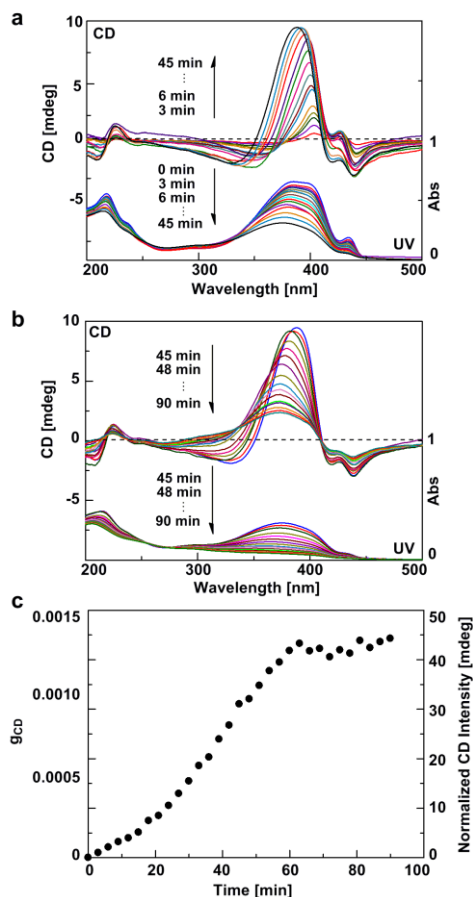 a
CD
10
5
0
-5
CD [mdeg]
45 min
⋮
6 min
3 min
0 min
3 min
6 min
⋮
45 min
1
0
Abs
UV
200 300 400 500
Wavelength [nm]
b
CD
10
5
0
-5
CD [mdeg]
45 min
48 min
⋮
90 min
45 min
48 min
⋮
90 min
1
0
Abs
UV
200 300 400 500
Wavelength [nm]
c
0.0015
0.0010
0.0005
0
gCD
50
40
30
20
10
0
Normalized CD Intensity [mdeg]
0 20 40 60 80 100
Time [min]